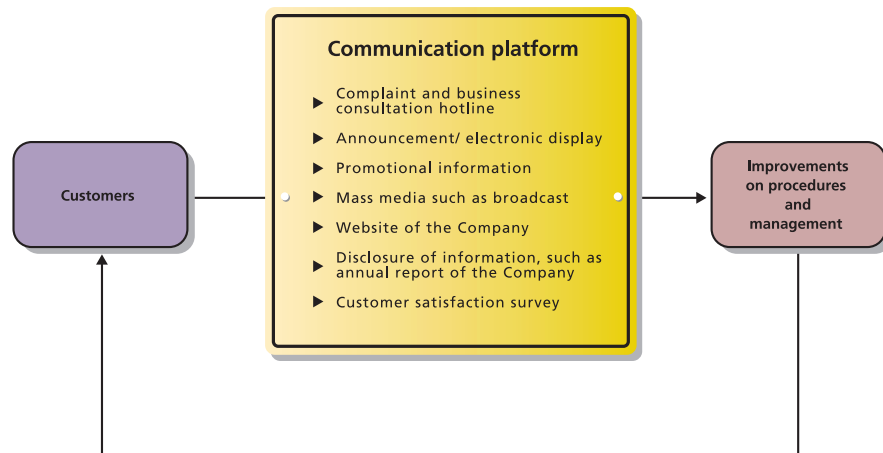 Communication platform
Complaint and business
consultation hotline
Announcement/ electronic display
Promotional information
Mass media such as broadcast
Website of the Company
Disclosure of information, such as
annual report of the Company
Customer satisfaction survey
Customers
Improvements
on procedures
and
management